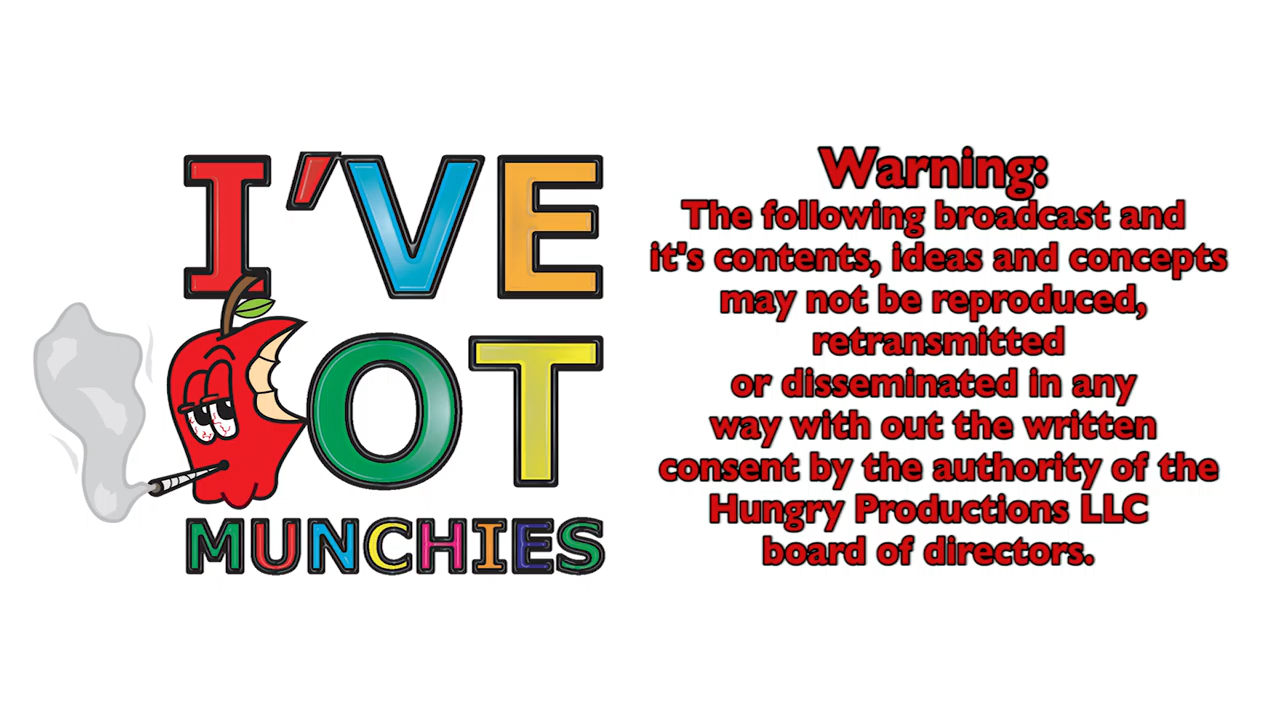 I'VE
OT
MUNCHIES
Warning:
The following broadcast and
it's contents, ideas and concepts
may not be reproduced,
retransmitted
or disseminated in any
way with out the written
consent by the authority of the
Hungry Productions LLC
board of directors.